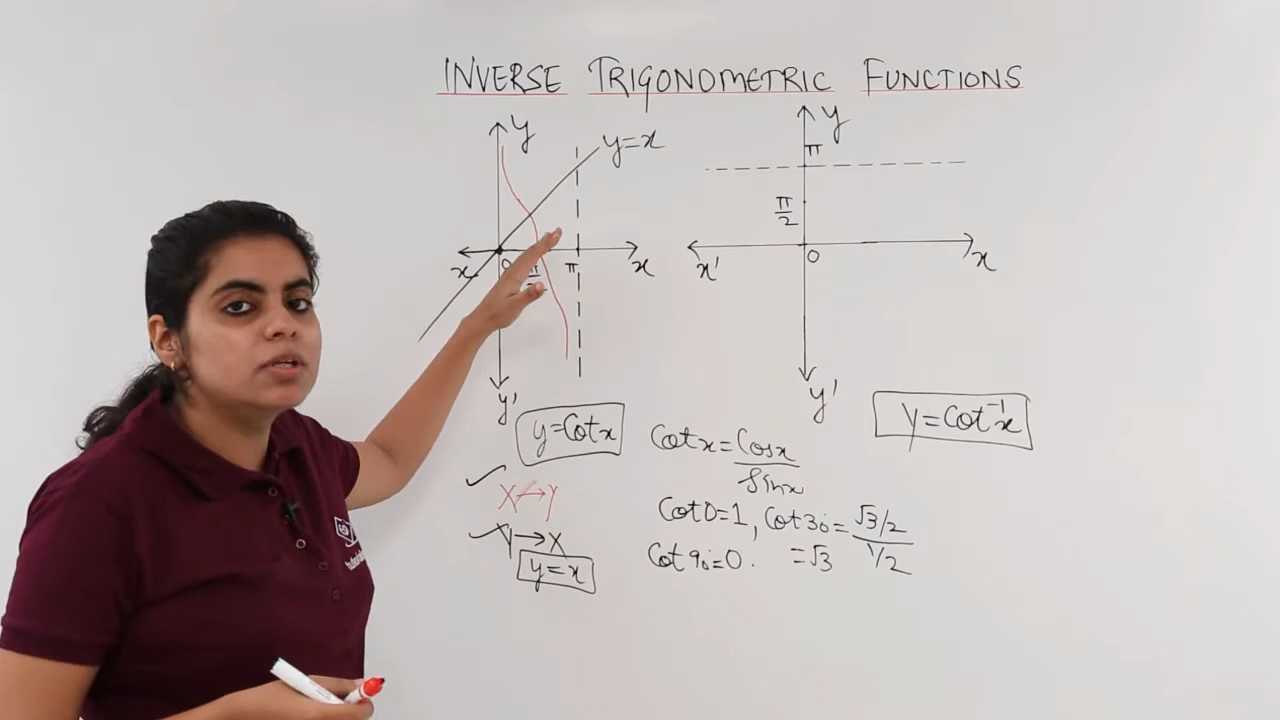 INVERSE TRIGONOMETRIC FUNCTIONS
y
y=x
x
0
π
x
y'
y=Cotx
X↔Y
Y→X
y=x
y
π
π/2
x'
0
x
y'
y=Cot⁻¹x
Cotx=Cosx/Sinx
Cot0=1, Cot30=√3/2 / 1/2
Cot90=0. =√3